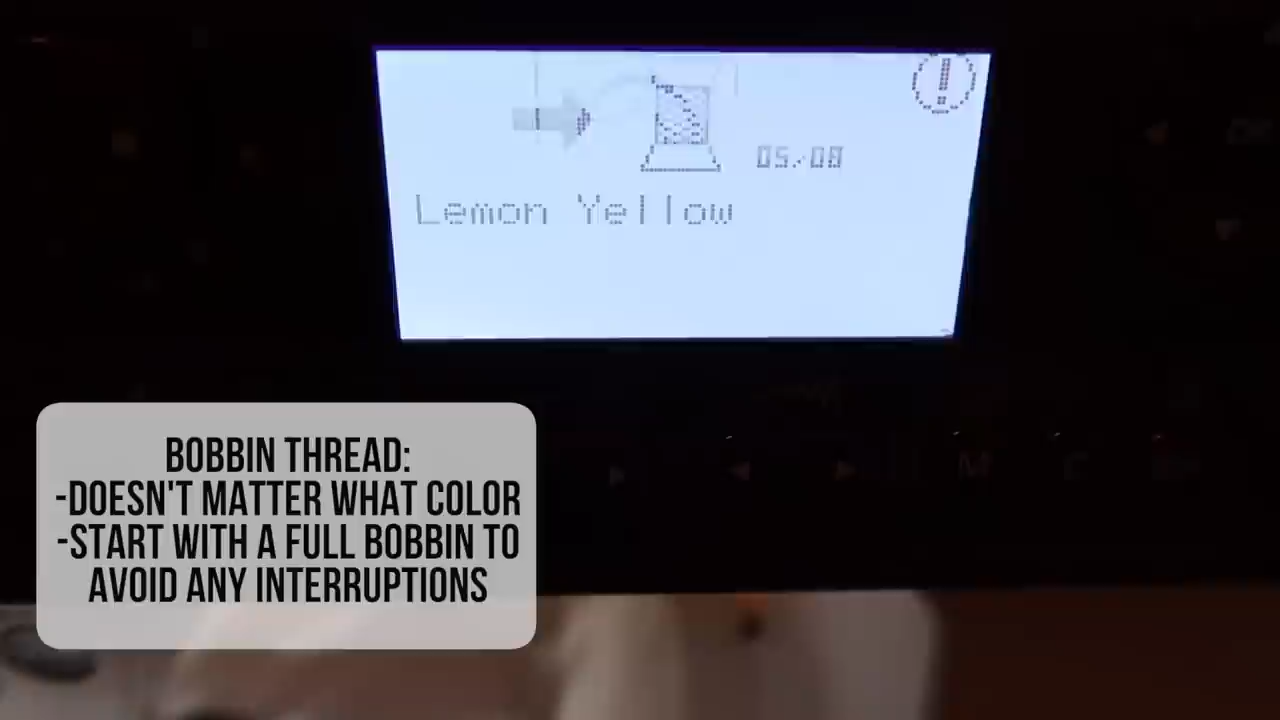 05/08
Lemon Yellow
BOBBIN THREAD:
-DOESN'T MATTER WHAT COLOR
-START WITH A FULL BOBBIN TO
AVOID ANY INTERRUPTIONS